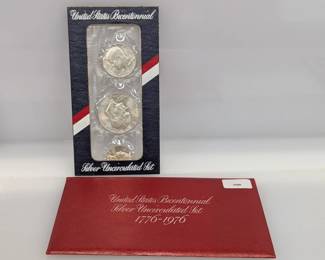 United States Bicentennial
Silver Uncirculated Set
United States Bicentennial
Silver Uncirculated Set
1776-1976